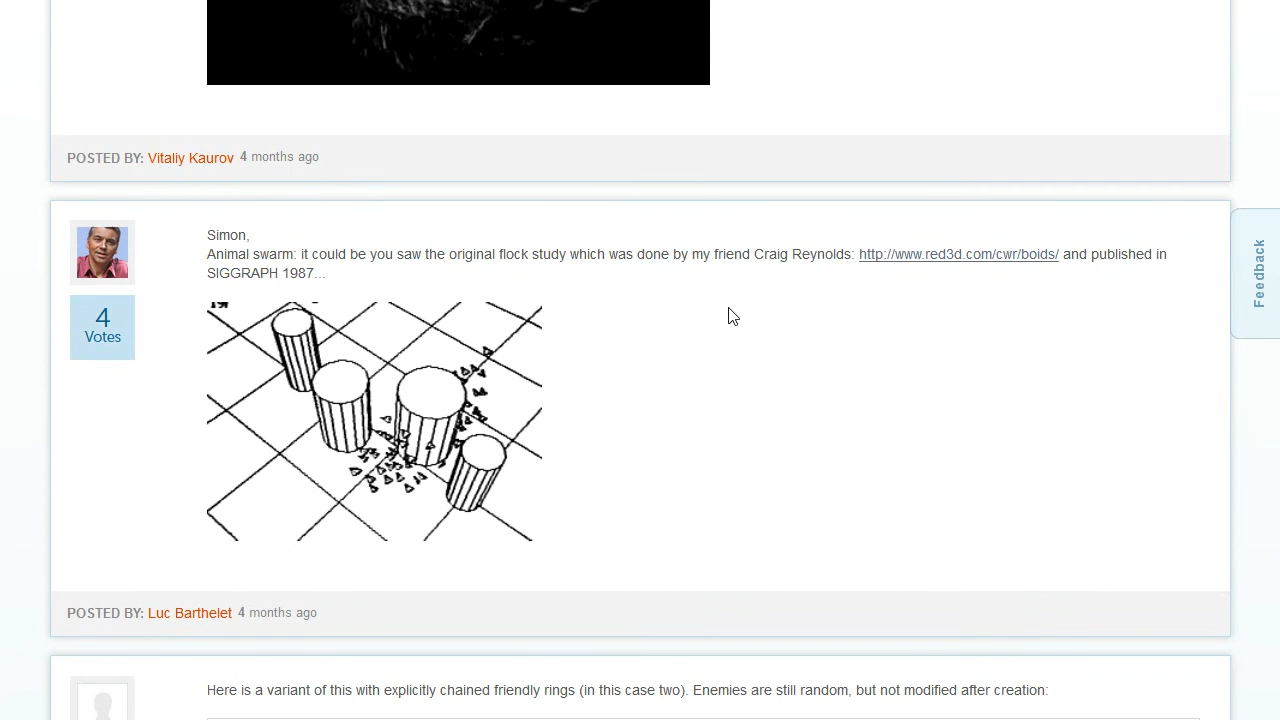 POSTED BY: Vitaliy Kaurov 4 months ago
Simon,
Animal swarm: it could be you saw the original flock study which was done by my friend Craig Reynolds: http://www.red3d.com/cwr/boids/ and published in
SIGGRAPH 1987...
4
Votes
Feedback
POSTED BY: Luc Barthelet 4 months ago
Here is a variant of this with explicitly chained friendly rings (in this case two). Enemies are still random, but not modified after creation: